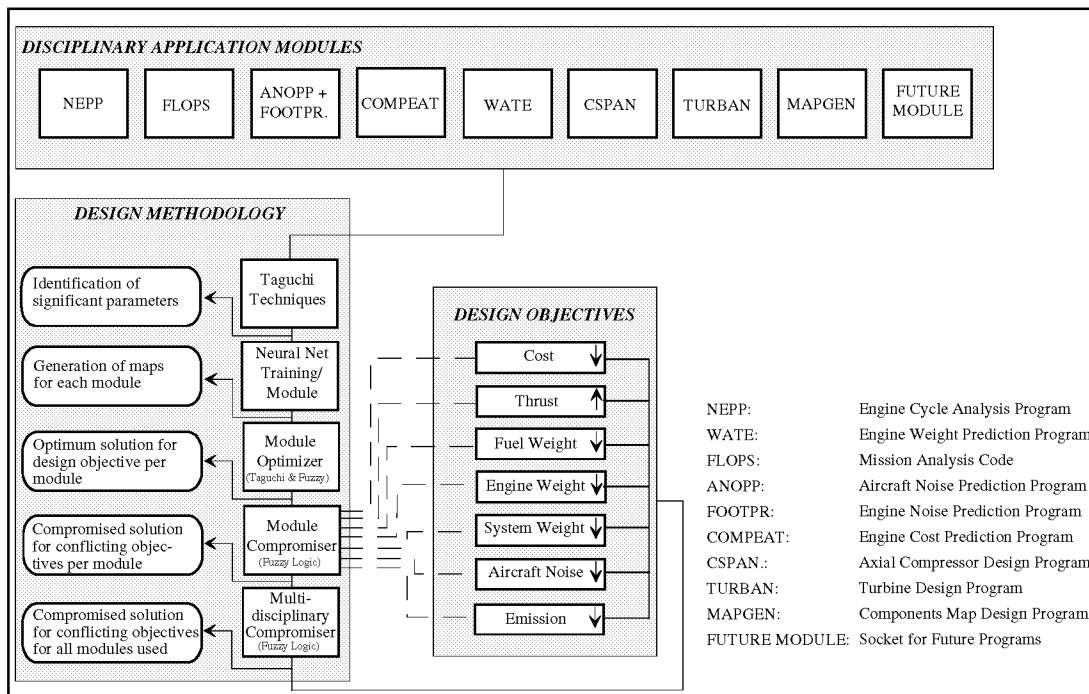 DISCIPLINARY APPLICATION MODULES
NEPP
FLOPS
ANOPP +
FOOTPR.
COMPEAT
WATE
CSPAN
TURBAN
MAPGEN
FUTURE
MODULE
DESIGN METHODOLOGY
Identification of
significant parameters
Taguchi
Techniques
Generation of maps
for each module
Neural Net
Training/
Module
Optimum solution for
design objective per
module
Module
Optimizer
(Taguchi & Fuzzy)
Compromised solution
for conflicting objec-
tives per module
Module
Compromiser
(Fuzzy Logic)
Compromised solution
for conflicting objectives
for all modules used
Multi-
disciplinary
Compromiser
(Fuzzy Logic)
DESIGN OBJECTIVES
Cost
Thrust
Fuel Weight
Engine Weight
System Weight
Aircraft Noise
Emission
NEPP: Engine Cycle Analysis Program
WATE: Engine Weight Prediction Program
FLOPS: Mission Analysis Code
ANOPP: Aircraft Noise Prediction Program
FOOTPR: Engine Noise Prediction Program
COMPEAT: Engine Cost Prediction Program
CSPAN.: Axial Compressor Design Program
TURBAN: Turbine Design Program
MAPGEN: Components Map Design Program
FUTURE MODULE: Socket for Future Programs